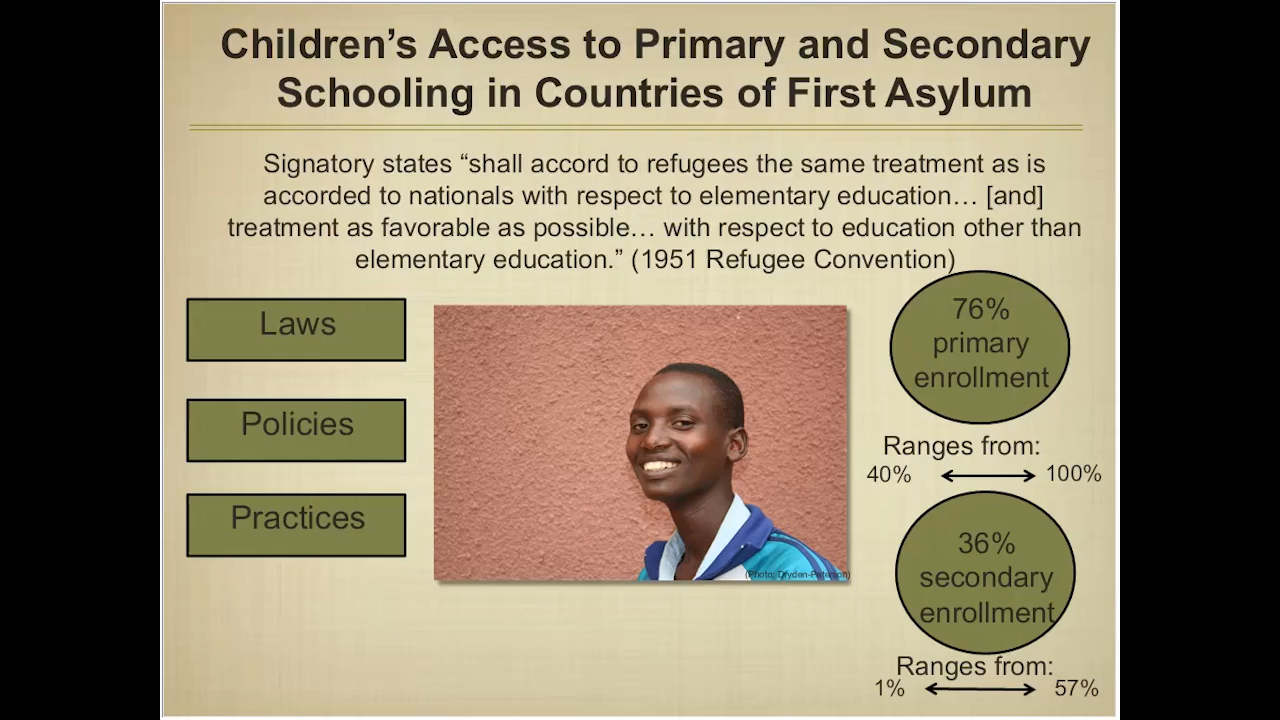 Children’s Access to Primary and Secondary
Schooling in Countries of First Asylum
Signatory states “shall accord to refugees the same treatment as is
accorded to nationals with respect to elementary education… [and]
treatment as favorable as possible… with respect to education other than
elementary education.” (1951 Refugee Convention)
Laws
Policies
Practices
(Photo: Dryden-Peterson)
76%
primary
enrollment
Ranges from:
40% 100%
36%
secondary
enrollment
Ranges from:
1% 57%